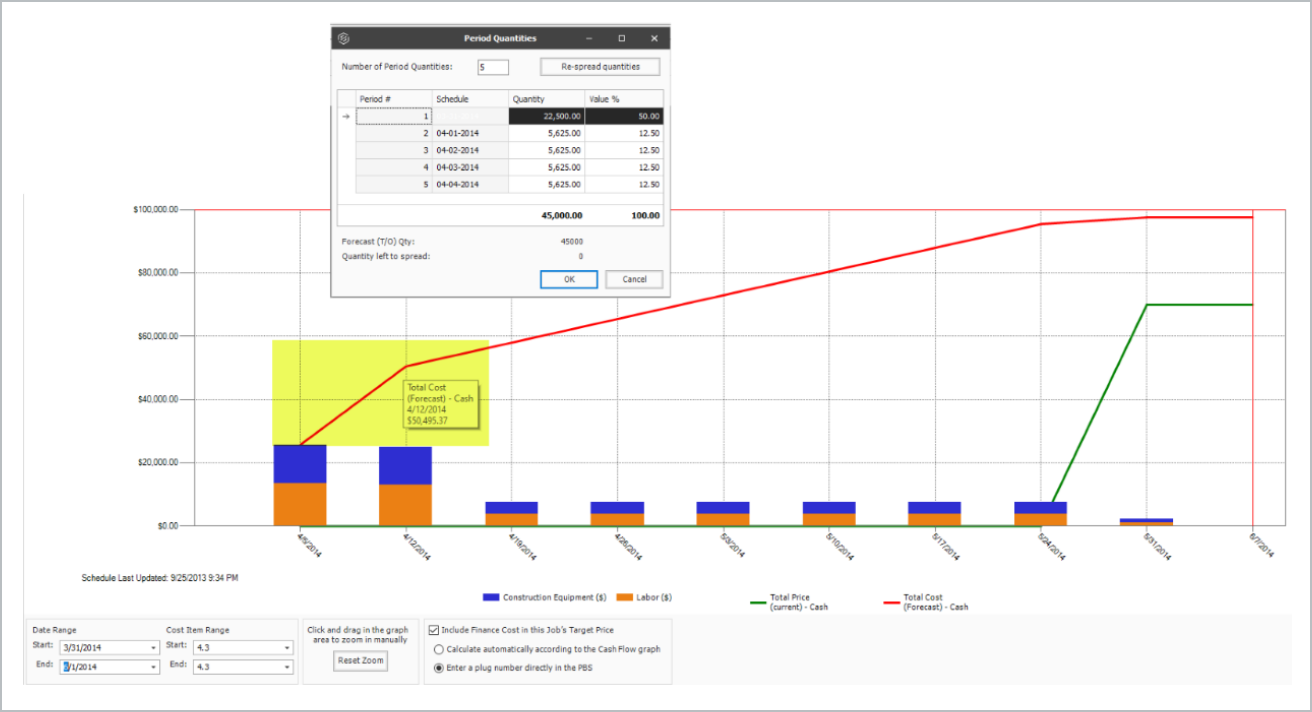 Period Quantities
Number of Period Quantities: 5 Re-spread quantities
Period # Schedule Quantity Value %
1 22,500.00 50.00
2 04-01-2014 5,625.00 12.50
3 04-02-2014 5,625.00 12.50
4 04-03-2014 5,625.00 12.50
5 04-04-2014 5,625.00 12.50
45,000.00 100.00
Forecast (T/O) Qty: 45000
Quantity left to spread: 0
OK Cancel
$100,000.00
$80,000.00
$60,000.00
$40,000.00
$20,000.00
$0.00
Total Cost
(Forecast) - Cash
4/12/2014
$50,495.37
4/5/2014 4/12/2014 4/19/2014 4/26/2014 5/3/2014 5/10/2014 5/17/2014 5/24/2014 5/31/2014 6/7/2014
Schedule Last Updated: 9/25/2013 9:34 PM
Construction Equipment ($) Labor ($)
Total Price
(current) - Cash
Total Cost
(Forecast) - Cash
Date Range
Start: 3/31/2014
End: /1/2014
Cost Item Range
Start: 4.3
End: 4.3
Click and drag in the graph
area to zoom in manually
Reset Zoom
Include Finance Cost in this Job's Target Price
Calculate automatically according to the Cash Flow graph
Enter a plug number directly in the PBS